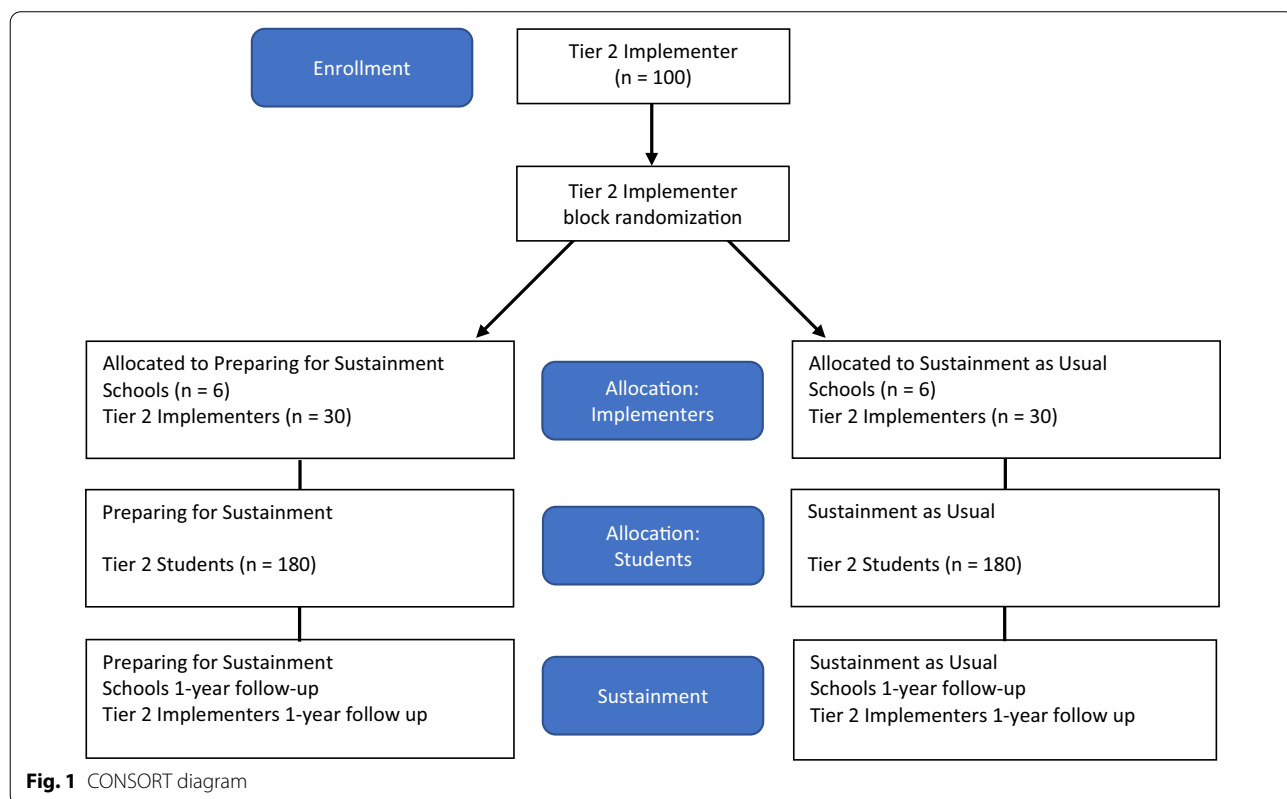 Enrollment
Tier 2 Implementer
(n = 100)
Tier 2 Implementer
block randomization
Allocated to Preparing for Sustainment
Schools (n = 6)
Tier 2 Implementers (n = 30)
Allocation:
Implementers
Allocated to Sustainment as Usual
Schools (n = 6)
Tier 2 Implementers (n = 30)
Preparing for Sustainment
Tier 2 Students (n = 180)
Allocation:
Students
Sustainment as Usual
Tier 2 Students (n = 180)
Preparing for Sustainment
Schools 1-year follow-up
Tier 2 Implementers 1-year follow up
Sustainment
Sustainment as Usual
Schools 1-year follow-up
Tier 2 Implementers 1-year follow up
Fig. 1 CONSORT diagram